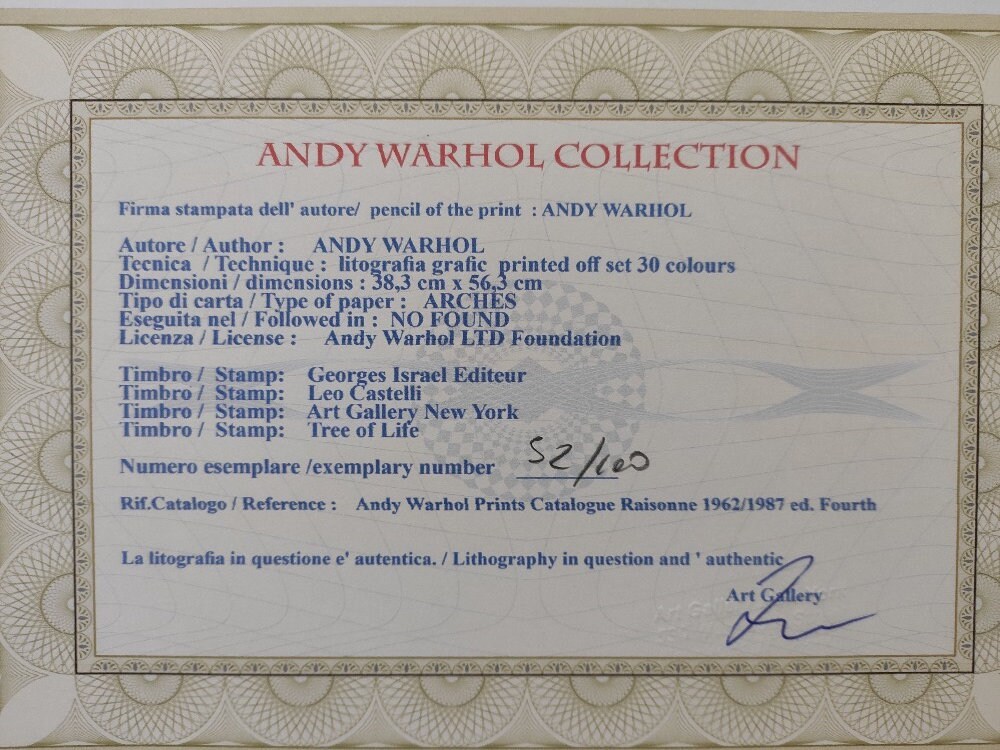 ANDY WARHOL COLLECTION
Firma stampata dell' autore/ pencil of the print : ANDY WARHOL
Autore / Author : ANDY WARHOL
Tecnica / Technique : litografia grafic printed off set 30 colours
Dimensioni / dimensions : 38,3 cm x 56,3 cm
Tipo di carta / Type of paper : ARCHES
Eseguita nel / Followed in : NO FOUND
Licenza / License : Andy Warhol LTD Foundation
Timbro / Stamp: Georges Israel Editeur
Timbro / Stamp: Leo Castelli
Timbro / Stamp: Art Gallery New York
Timbro / Stamp: Tree of Life
Numero esemplare /exemplary number 52/100
Rif.Catalogo / Reference : Andy Warhol Prints Catalogue Raisonne 1962/1987 ed. Fourth
La litografia in questione e' autentica. / Lithography in question and ' authentic
Art Gallery